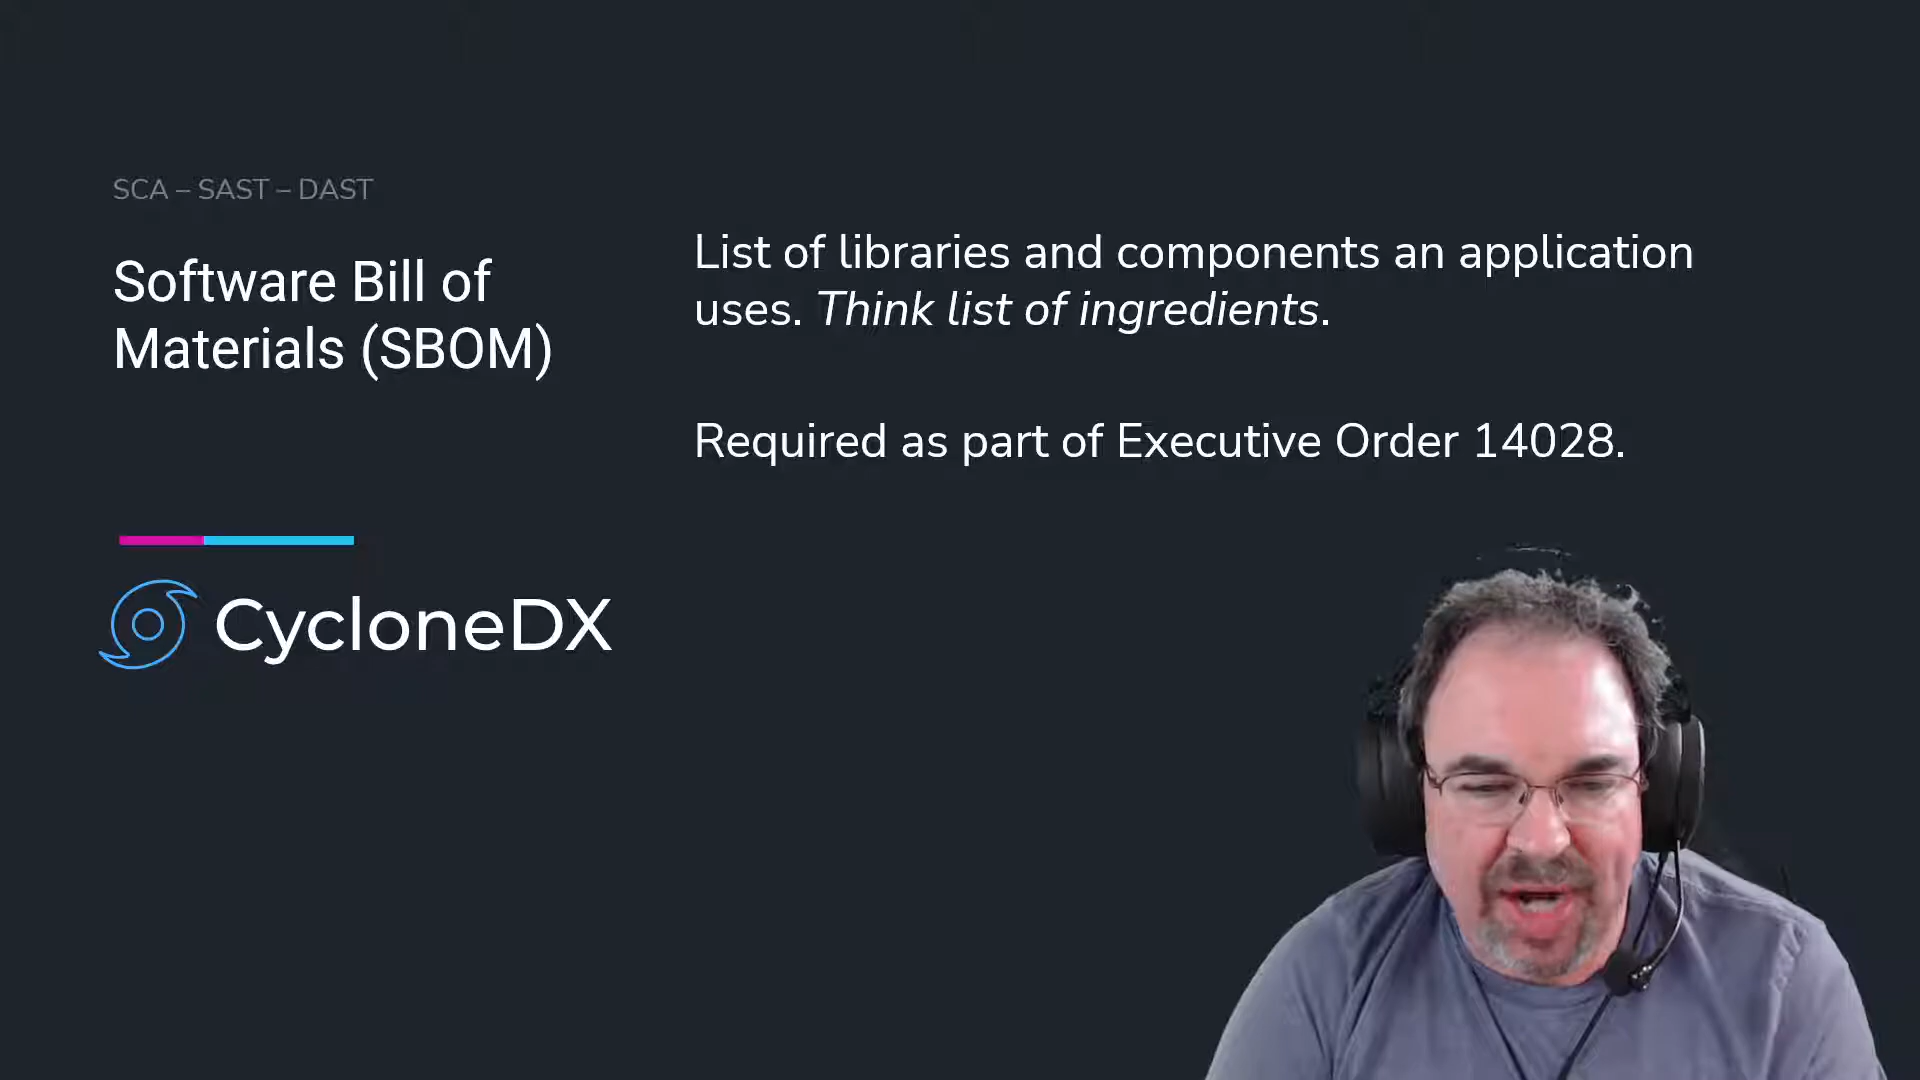 SCA – SAST – DAST
Software Bill of
Materials (SBOM)
List of libraries and components an application
uses. Think list of ingredients.
Required as part of Executive Order 14028.
CycloneDX